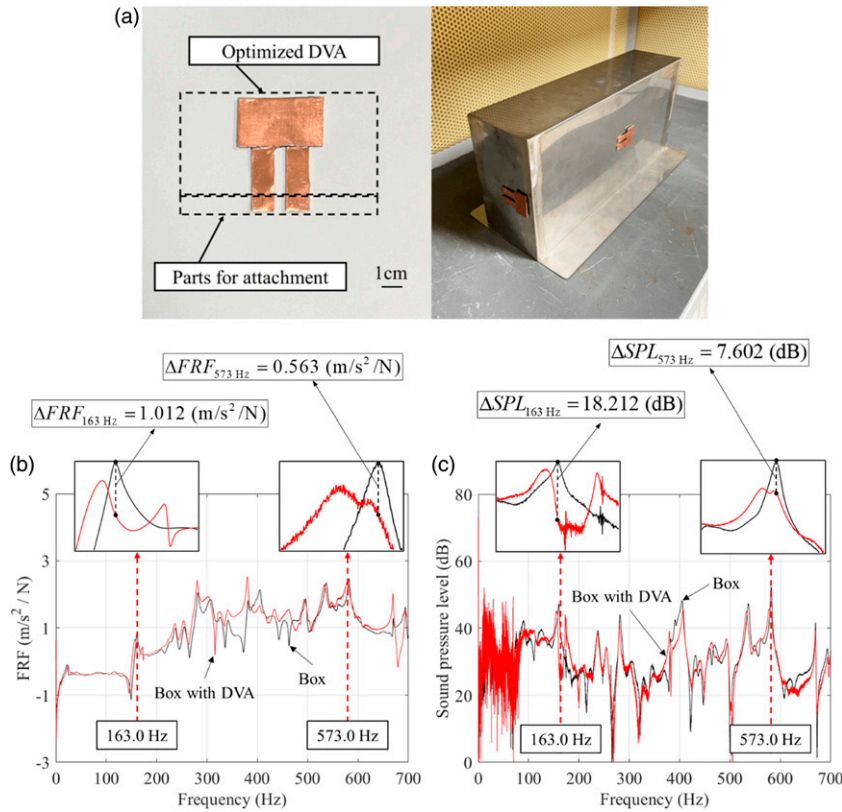 (a)
Optimized DVA
Parts for attachment
1cm
ΔFRF573 Hz = 0.563 (m/s²/N)
ΔFRF163 Hz = 1.012 (m/s²/N)
ΔSPL573 Hz = 7.602 (dB)
ΔSPL163 Hz = 18.212 (dB)
(b)
5
3
1
-1
-3
FRF (m/s² / N)
Box with DVA
Box
163.0 Hz
573.0 Hz
0 100 200 300 400 500 600 700
Frequency (Hz)
(c)
80
60
40
20
0
Sound pressure level (dB)
Box with DVA
Box
163.0 Hz
573.0 Hz
0 100 200 300 400 500 600 700
Frequency (Hz)